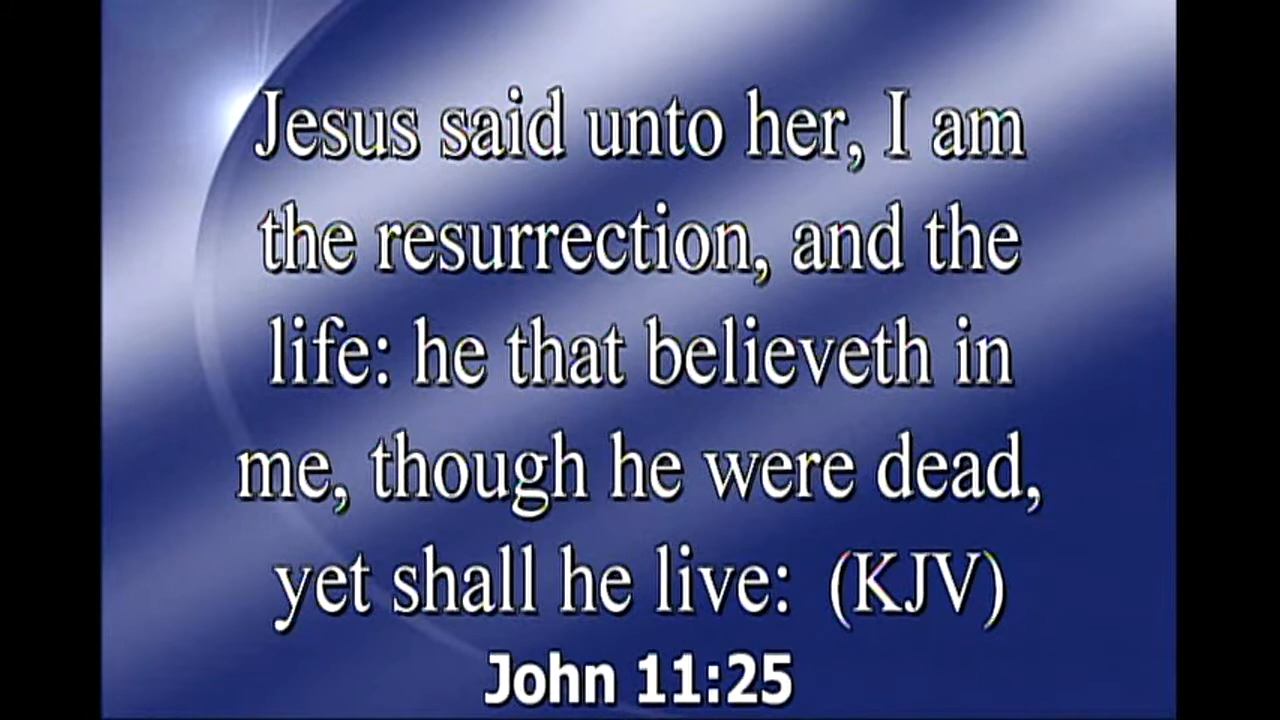 Jesus said unto her, I am
the resurrection, and the
life: he that believeth in
me, though he were dead,
yet shall he live:  (KJV)
John 11:25